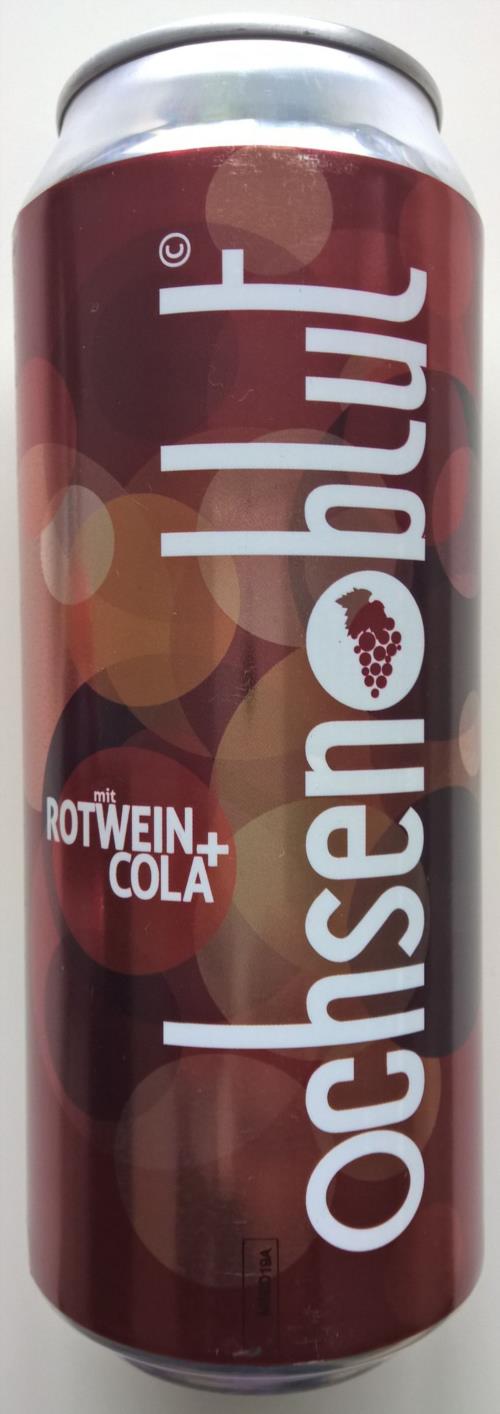 ochsenblut
©
mit
ROTWEIN+
COLA